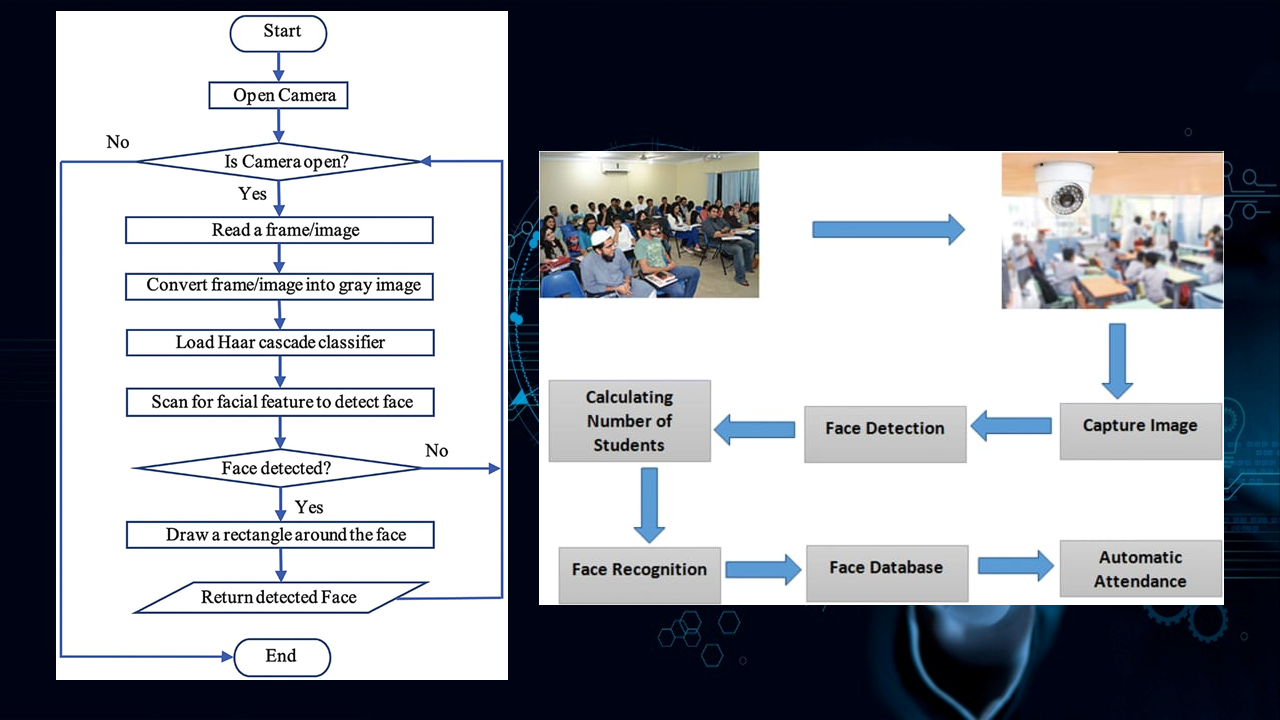 Start
Open Camera
No
Is Camera open?
Yes
Read a frame/image
Convert frame/image into gray image
Load Haar cascade classifier
Scan for facial feature to detect face
No
Face detected?
Yes
Draw a rectangle around the face
Return detected Face
End
Capture Image
Face Detection
Calculating
Number of
Students
Face Recognition
Face Database
Automatic
Attendance